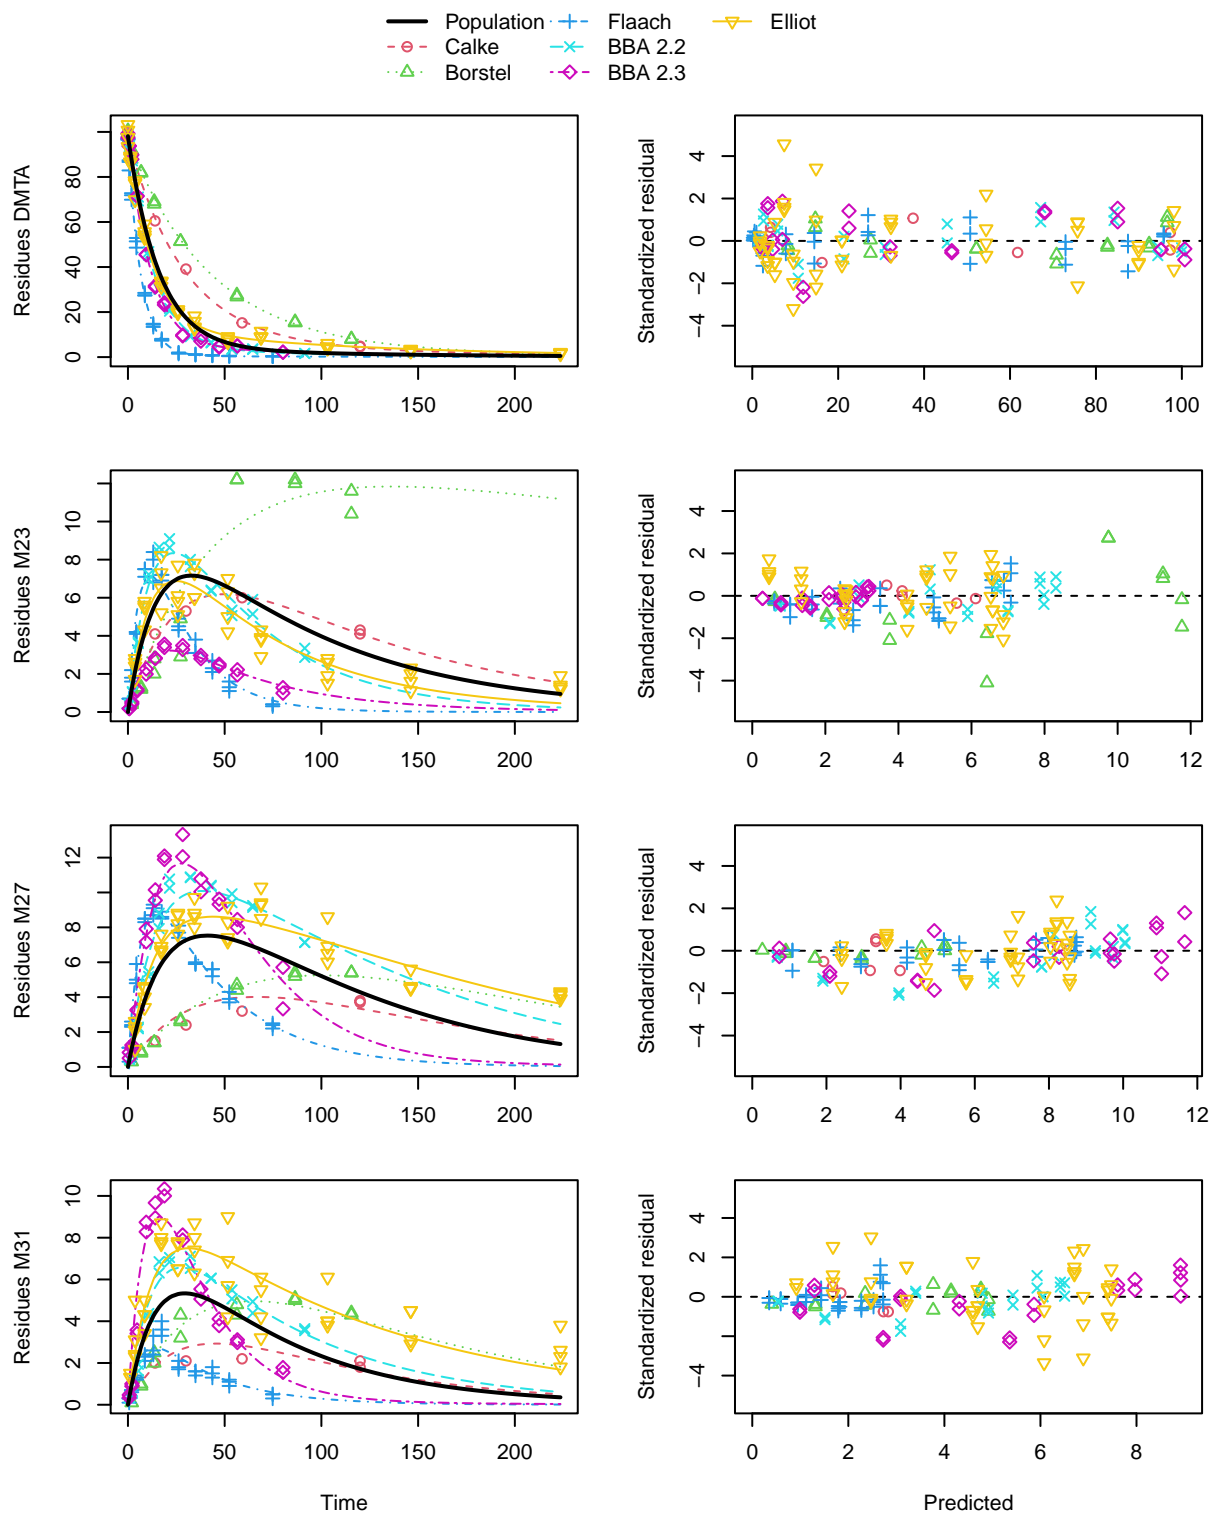 Population
Flaach
Elliot
Calke
BBA 2.2
Borstel
BBA 2.3
Residues DMTA
0 20 40 60 80
0 50 100 150 200
Standardized residual
−4 −2 0 2 4
0 20 40 60 80 100
Residues M23
0 2 4 6 8 10
0 50 100 150 200
Standardized residual
−4 −2 0 2 4
0 2 4 6 8 10 12
Residues M27
0 2 4 6 8 12
0 50 100 150 200
Standardized residual
−4 −2 0 2 4
0 2 4 6 8 10 12
Residues M31
0 2 4 6 8 10
0 50 100 150 200
Time
Standardized residual
−4 −2 0 2 4
0 2 4 6 8
Predicted